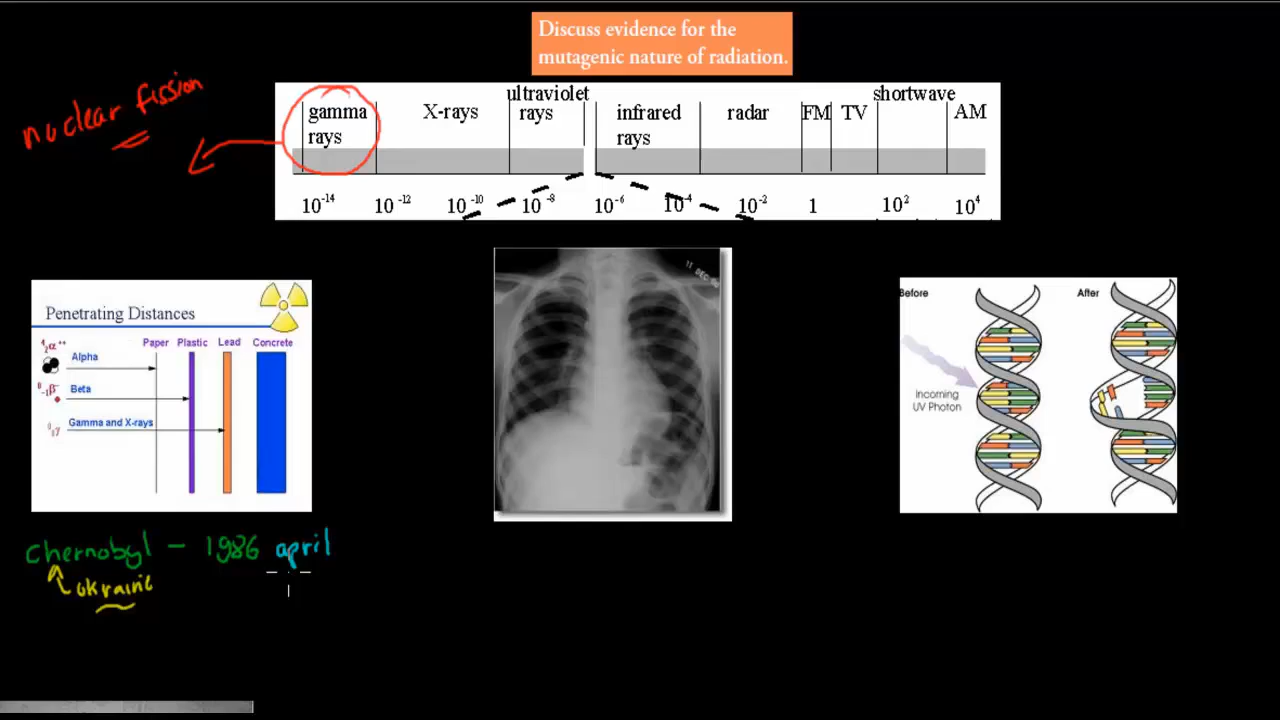 Discuss evidence for the
mutagenic nature of radiation.
nuclear fission
gamma rays
X-rays
ultraviolet rays
infrared rays
radar
FM
TV
shortwave
AM
10⁻¹⁴ 10⁻¹² 10⁻¹⁰ 10⁻⁸ 10⁻⁶ 10⁻⁴ 10⁻² 1 10² 10⁴
Penetrating Distances
Paper Plastic Lead Concrete
Alpha
Beta
Gamma and X-rays
11 DEC
Before
After
Incoming
UV Photon
chernobyl - 1986 april
ukraine